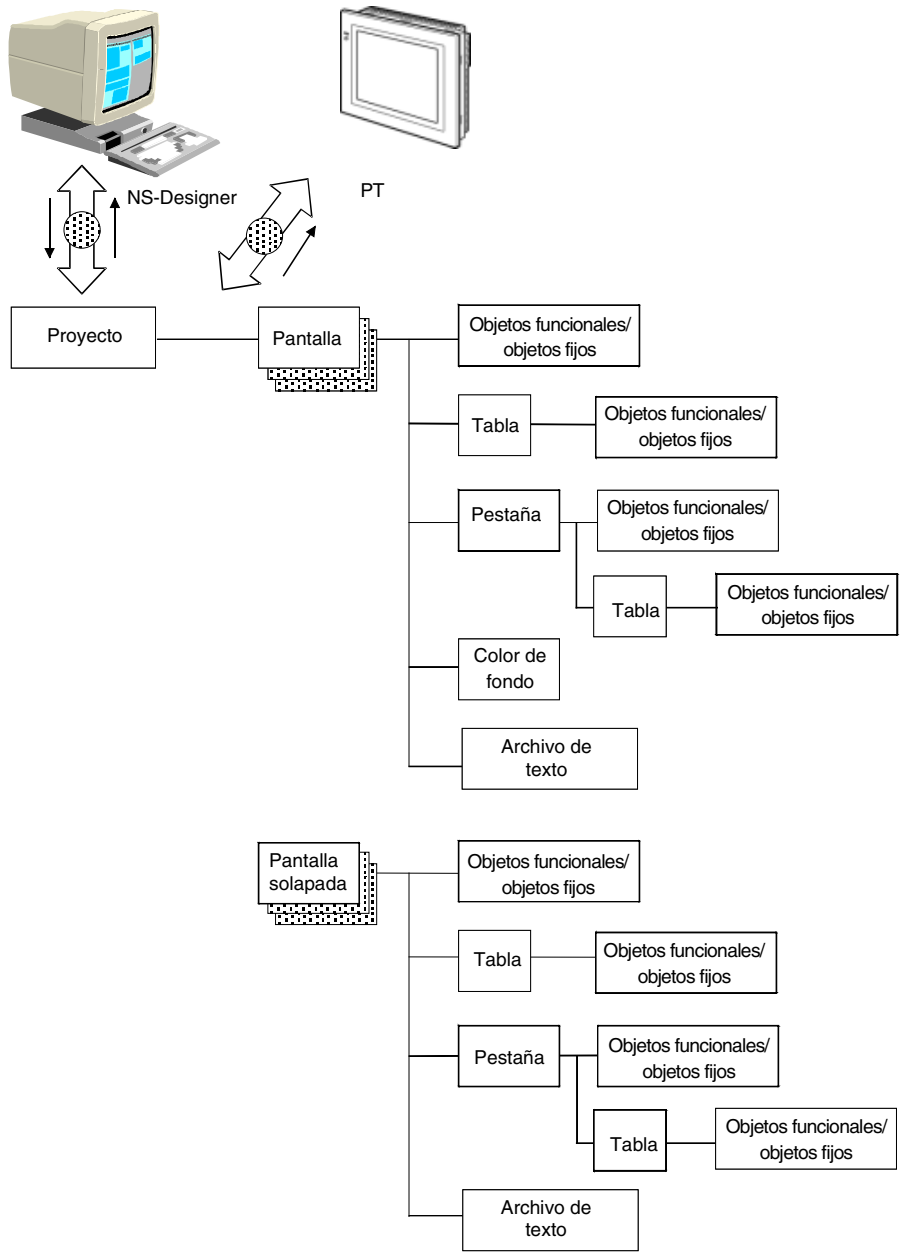 NS-Designer
PT
Proyecto
Pantalla
Objetos funcionales/
objetos fijos
Tabla
Objetos funcionales/
objetos fijos
Pestaña
Objetos funcionales/
objetos fijos
Tabla
Objetos funcionales/
objetos fijos
Color de
fondo
Archivo de
texto
Pantalla
solapada
Objetos funcionales/
objetos fijos
Tabla
Objetos funcionales/
objetos fijos
Pestaña
Objetos funcionales/
objetos fijos
Tabla
Objetos funcionales/
objetos fijos
Archivo de
texto